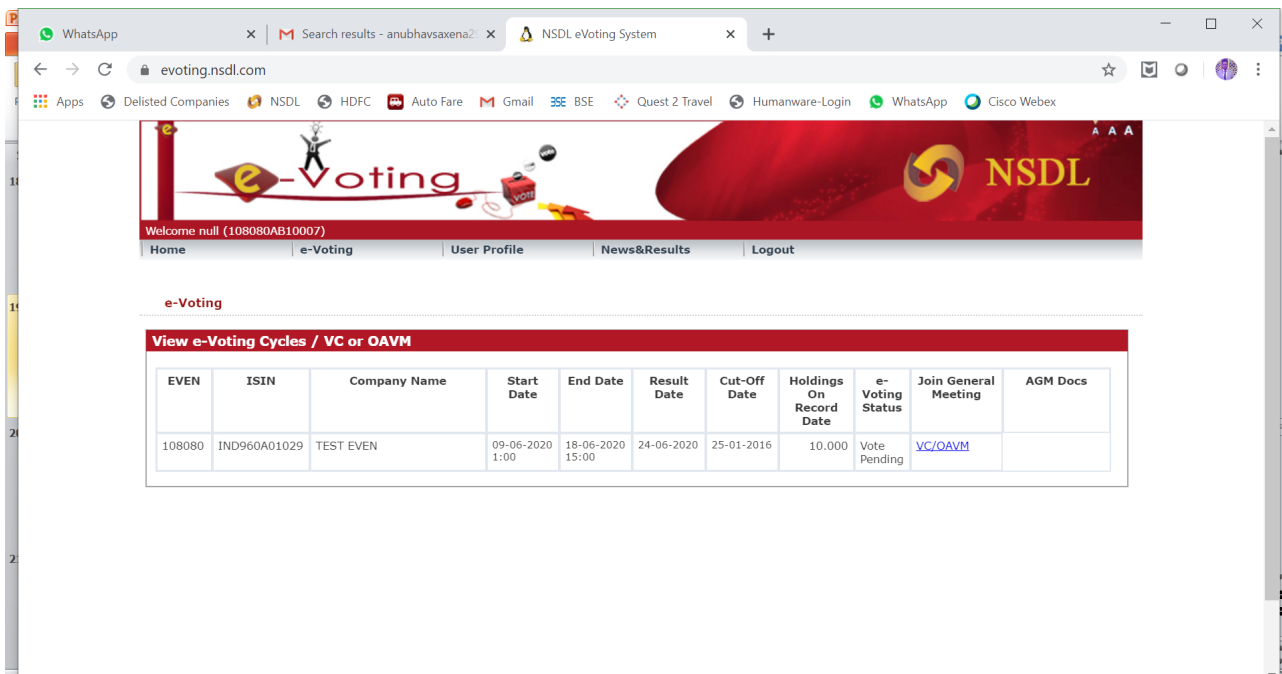 WhatsApp
Search results - anubhavsaxena2
NSDL eVoting System
evoting.nsdl.com
Apps Delisted Companies NSDL HDFC Auto Fare Gmail BSE Quest 2 Travel Humanware-Login WhatsApp Cisco Webex
A A A
e-Voting
VOTE
NSDL
Welcome null (108080AB10007)
Home e-Voting User Profile News&Results Logout
e-Voting
View e-Voting Cycles / VC or OAVM
EVEN ISIN Company Name Start Date End Date Result Date Cut-Off Date Holdings On Record Date e-Voting Status Join General Meeting AGM Docs
108080 IND960A01029 TEST EVEN 09-06-2020 1:00 18-06-2020 15:00 24-06-2020 25-01-2016 10.000 Vote Pending VC/OAVM